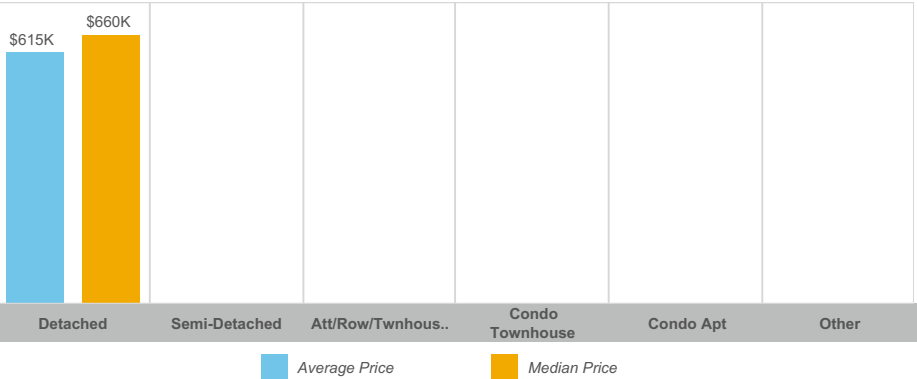 $660K
$615K
Detached
Semi-Detached
Att/Row/Twnhous..
Condo
Townhouse
Condo Apt
Other
Average Price
Median Price